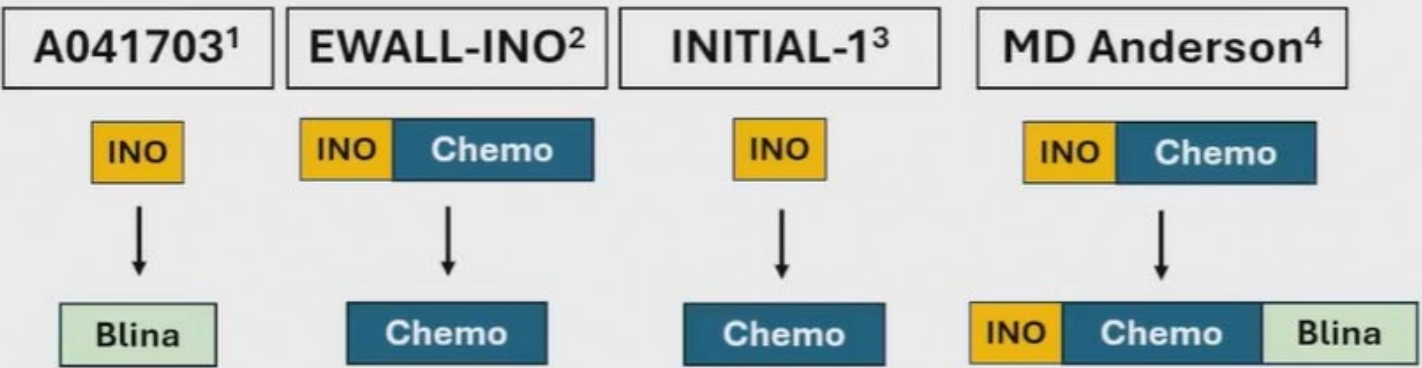 A041703¹ EWALL-INO² INITIAL-1³ MD Anderson⁴
INO INO Chemo INO INO Chemo
Blina Chemo Chemo INO Chemo Blina